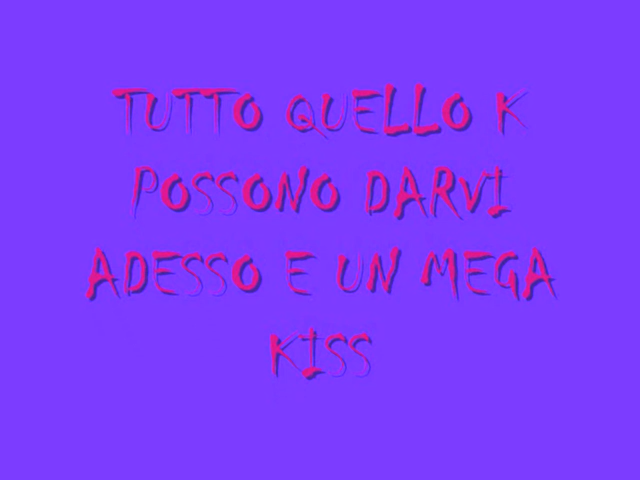 TUTTO QUELLO K
POSSONO DARVI
ADESSO E UN MEGA
KISS